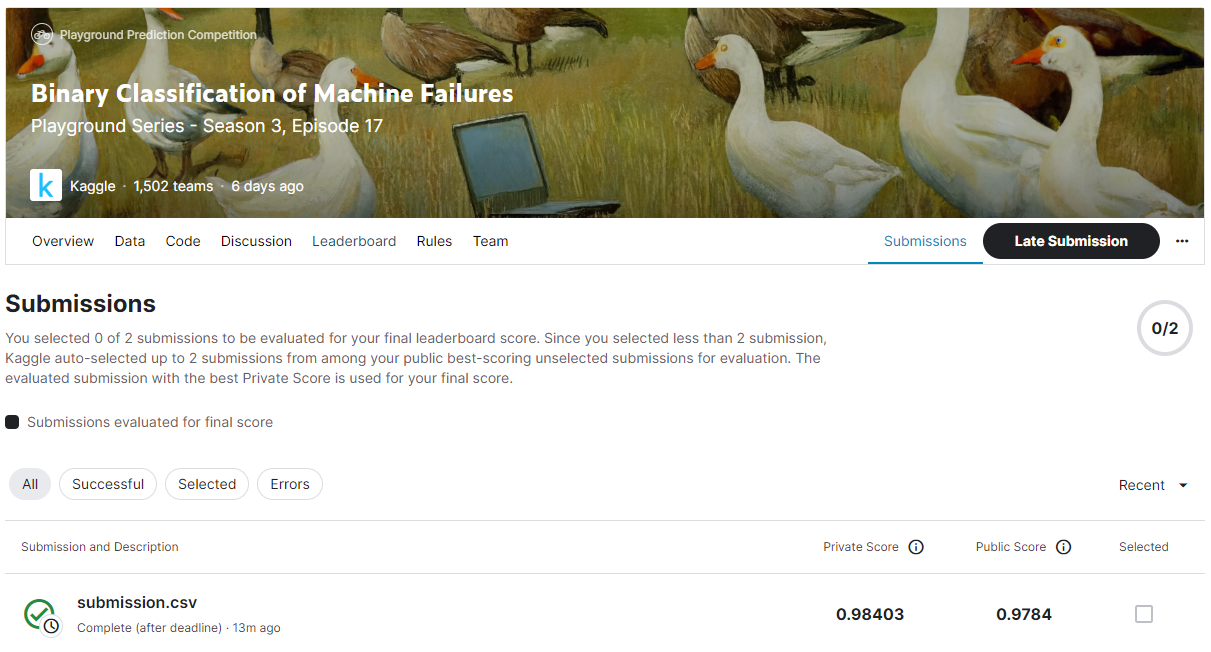 Playground Prediction Competition
Binary Classification of Machine Failures
Playground Series - Season 3, Episode 17
k Kaggle · 1,502 teams · 6 days ago
Overview Data Code Discussion Leaderboard Rules Team Submissions Late Submission ···
Submissions
0/2
You selected 0 of 2 submissions to be evaluated for your final leaderboard score. Since you selected less than 2 submission,
Kaggle auto-selected up to 2 submissions from among your public best-scoring unselected submissions for evaluation. The
evaluated submission with the best Private Score is used for your final score.
Submissions evaluated for final score
All Successful Selected Errors Recent
Submission and Description Private Score Public Score Selected
submission.csv
Complete (after deadline) · 13m ago 0.98403 0.9784